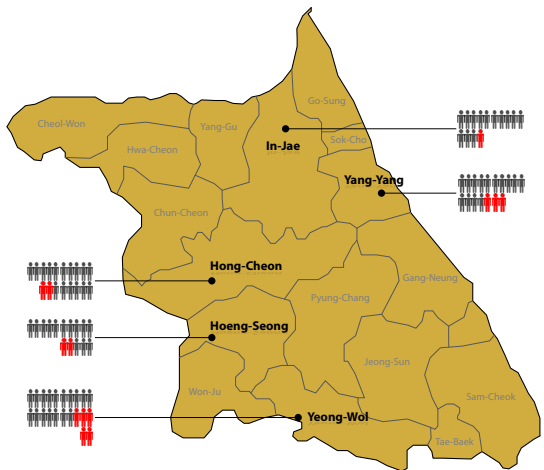 Go-Sung
Cheol-Won
Yang-Gu
Sok-Cho
In-Jae
Hwa-Cheon
Yang-Yang
Chun-Cheon
Hong-Cheon
Gang-Neung
Pyung-Chang
Hoeng-Seong
Jeong-Sun
Won-Ju
Sam-Cheok
Yeong-Wol
Tae-Baek